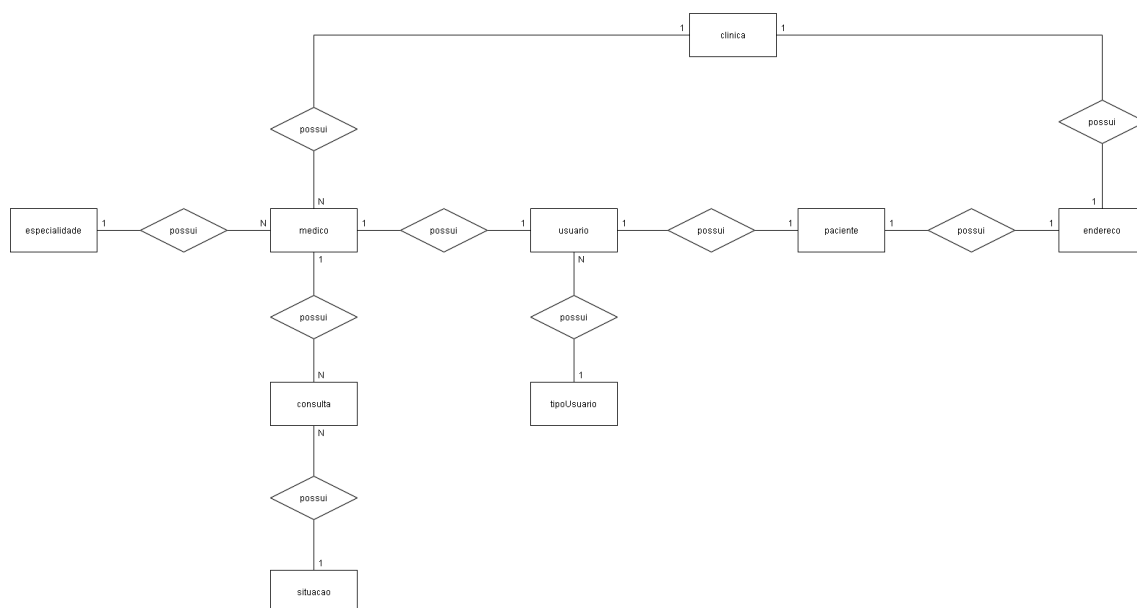 1 clinica 1
possui
possui
N
1
especialidade 1 possui N medico 1 possui 1 usuario 1 possui 1 paciente 1 possui 1 endereco
1
N
possui
possui
N
1
consulta
tipoUsuario
N
possui
1
situacao